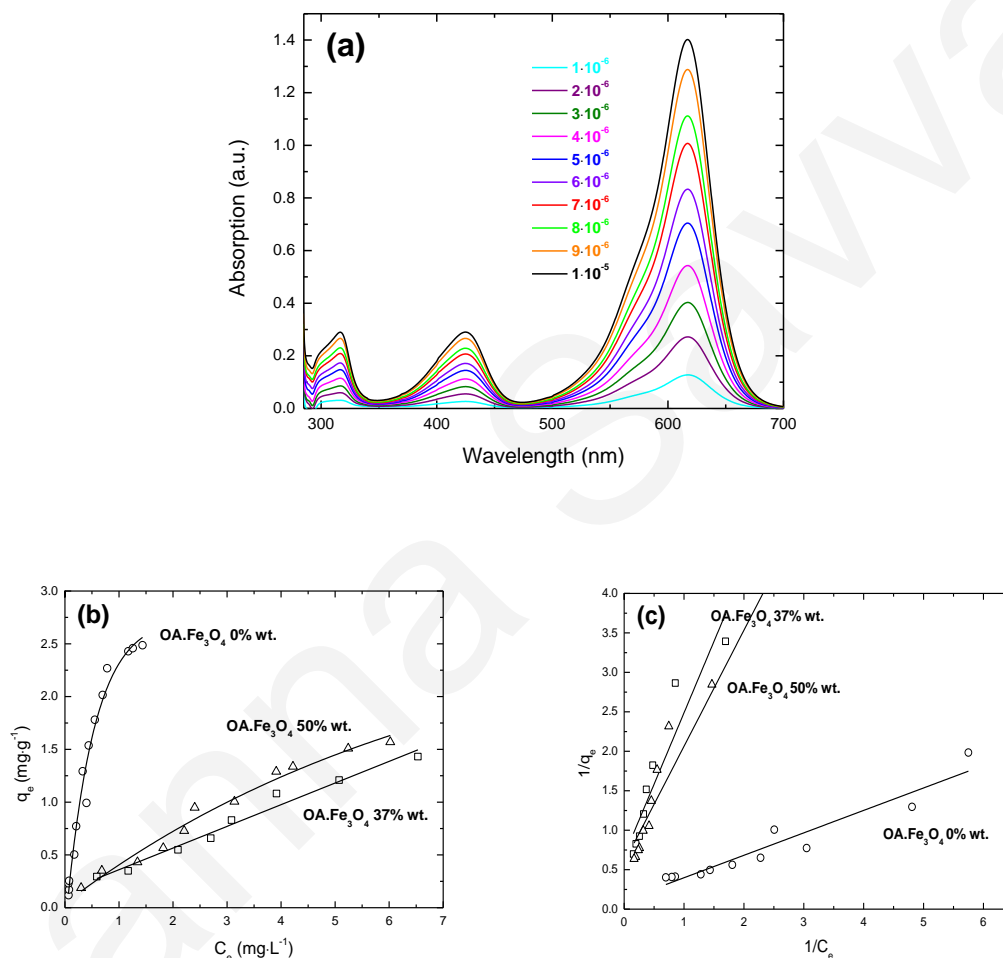 (a)
1.4
1.2
1.0
0.8
0.6
0.4
0.2
0.0
Absorption (a.u.)
1·10⁻⁶
2·10⁻⁶
3·10⁻⁶
4·10⁻⁶
5·10⁻⁶
6·10⁻⁶
7·10⁻⁶
8·10⁻⁶
9·10⁻⁶
1·10⁻⁵
300 400 500 600 700
Wavelength (nm)
(b)
3.0
2.5
2.0
1.5
1.0
0.5
0.0
qₑ (mg·g⁻¹)
OA.Fe₃O₄ 0% wt.
OA.Fe₃O₄ 50% wt.
OA.Fe₃O₄ 37% wt.
0 1 2 3 4 5 6 7
Cₑ (mg·L⁻¹)
(c)
4.0
3.5
3.0
2.5
2.0
1.5
1.0
0.5
0.0
1/qₑ
OA.Fe₃O₄ 37% wt.
OA.Fe₃O₄ 50% wt.
OA.Fe₃O₄ 0% wt.
0 1 2 3 4 5 6
1/Cₑ